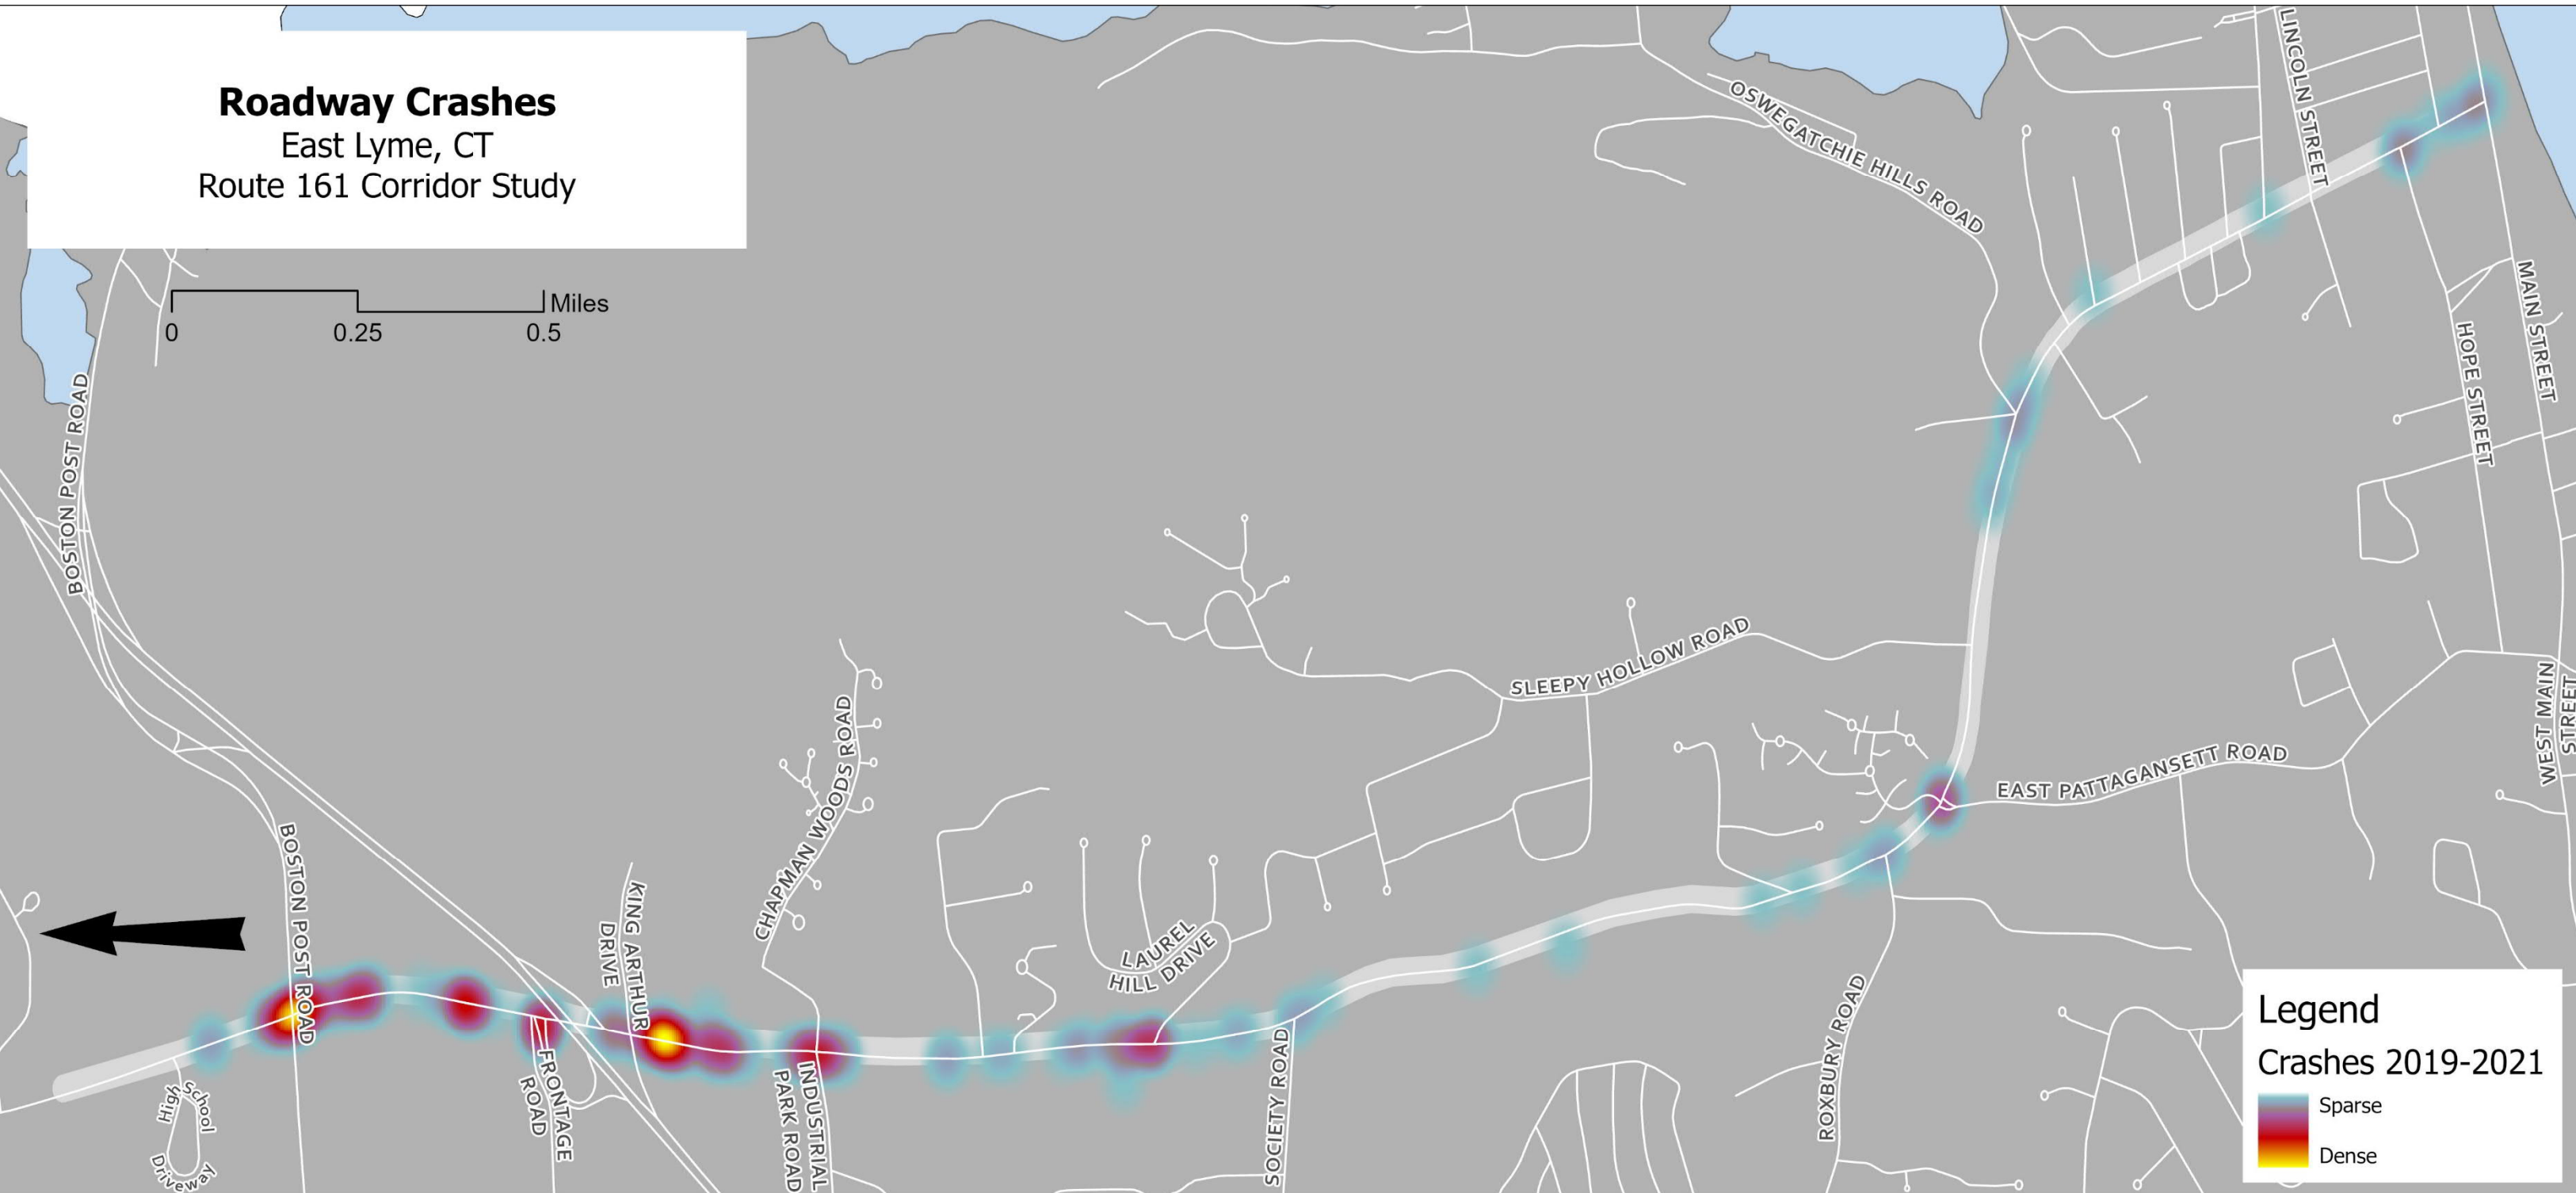 Roadway Crashes
East Lyme, CT
Route 161 Corridor Study
Miles
0
0.25
0.5
LINCOLN STREET
OSWEGATCHIE HILLS ROAD
MAIN STREET
HOPE STREET
BOSTON POST ROAD
SLEEPY HOLLOW ROAD
CHAPMAN WOODS ROAD
EAST PATTAGANSETT ROAD
WEST MAIN
STREET
BOSTON POST ROAD
KING ARTHUR
DRIVE
LAUREL
HILL DRIVE
FRONTAGE
ROAD
INDUSTRIAL
PARK ROAD
SOCIETY ROAD
ROXBURY ROAD
High School
Driveway
Legend
Crashes 2019-2021
Sparse
Dense